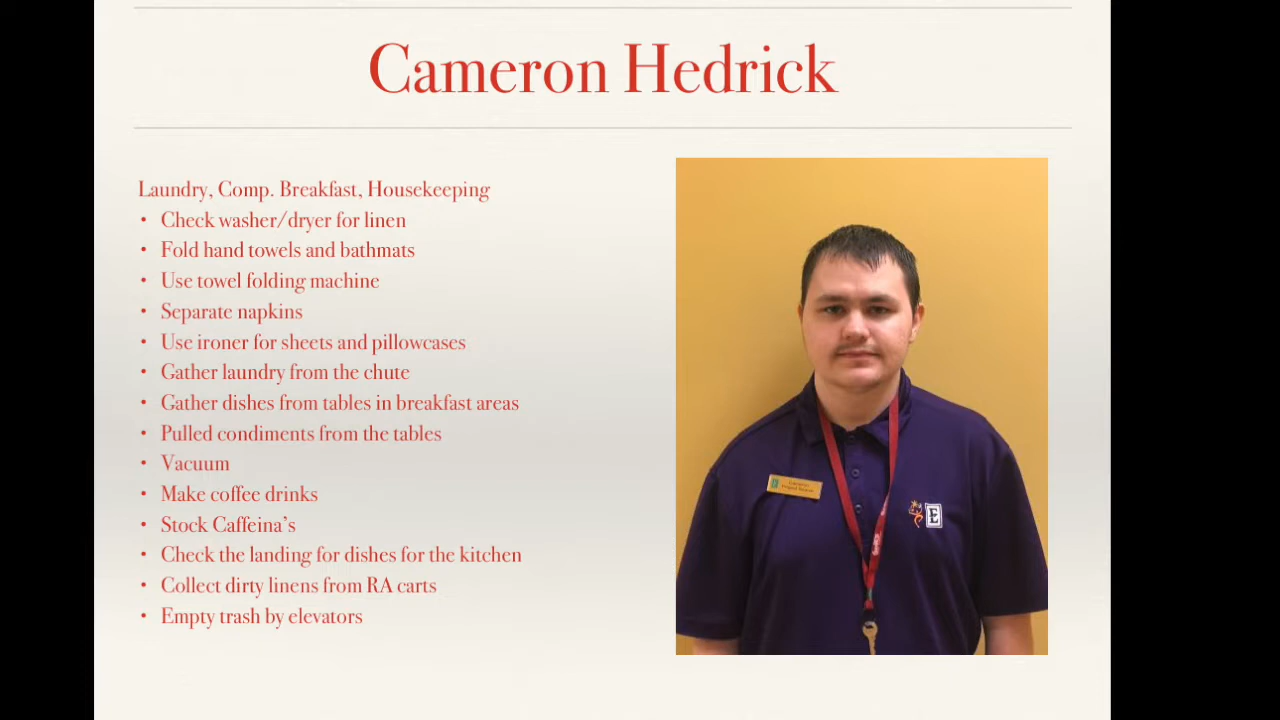 Cameron Hedrick
Laundry, Comp. Breakfast, Housekeeping
• Check washer/dryer for linen
• Fold hand towels and bathmats
• Use towel folding machine
• Separate napkins
• Use ironer for sheets and pillowcases
• Gather laundry from the chute
• Gather dishes from tables in breakfast areas
• Pulled condiments from the tables
• Vacuum
• Make coffee drinks
• Stock Caffeina’s
• Check the landing for dishes for the kitchen
• Collect dirty linens from RA carts
• Empty trash by elevators
E